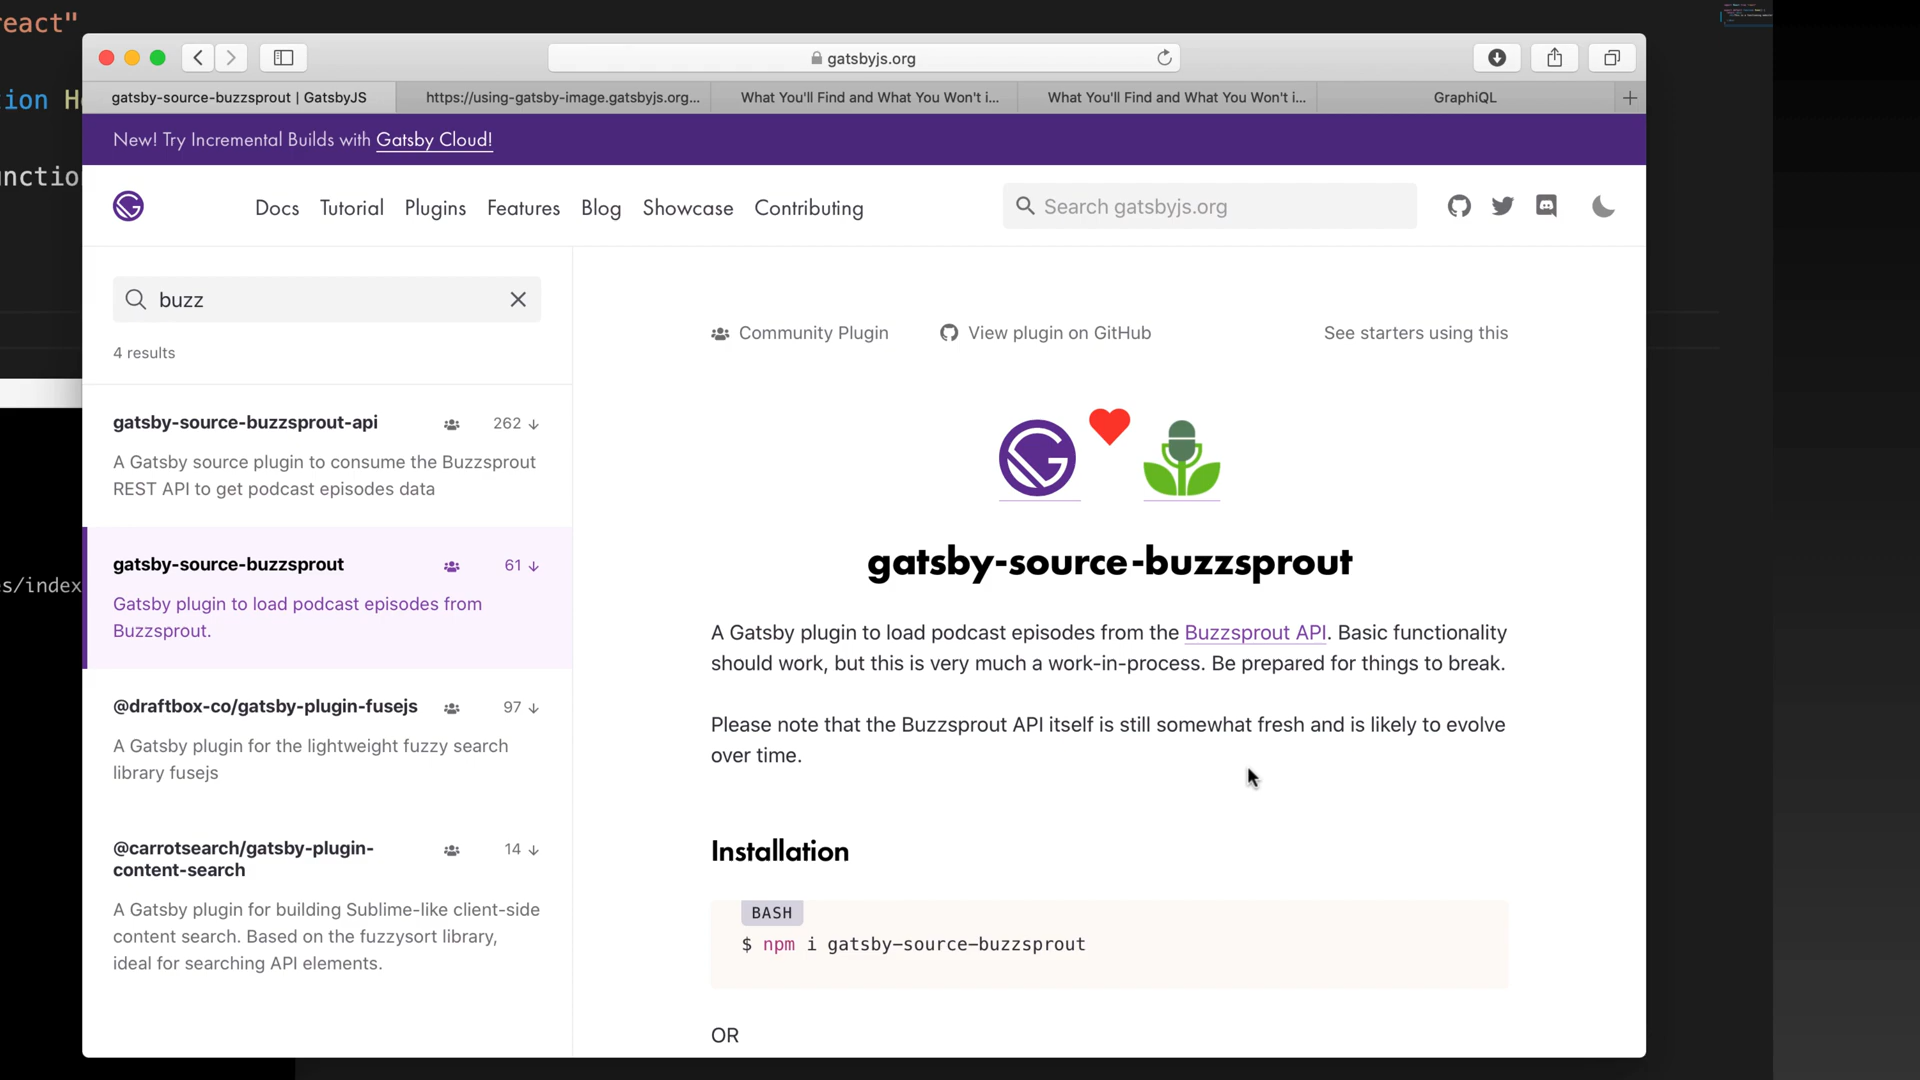 react"
gatsbyjs.org
ion H
gatsby-source-buzzsprout | GatsbyJS
https://using-gatsby-image.gatsbyjs.org...
What You'll Find and What You Won't i...
What You'll Find and What You Won't i...
GraphiQL
New! Try Incremental Builds with Gatsby Cloud!
nctio
Docs Tutorial Plugins Features Blog Showcase Contributing
Search gatsbyjs.org
buzz
4 results
Community Plugin
View plugin on GitHub
See starters using this
gatsby-source-buzzsprout-api
262
A Gatsby source plugin to consume the Buzzsprout
REST API to get podcast episodes data
gatsby-source-buzzsprout
61
Gatsby plugin to load podcast episodes from
Buzzsprout.
es/index
@draftbox-co/gatsby-plugin-fusejs
97
A Gatsby plugin for the lightweight fuzzy search
library fusejs
@carrotsearch/gatsby-plugin-
content-search
14
A Gatsby plugin for building Sublime-like client-side
content search. Based on the fuzzysort library,
ideal for searching API elements.
gatsby-source-buzzsprout
A Gatsby plugin to load podcast episodes from the Buzzsprout API. Basic functionality
should work, but this is very much a work-in-process. Be prepared for things to break.
Please note that the Buzzsprout API itself is still somewhat fresh and is likely to evolve
over time.
Installation
BASH
$ npm i gatsby-source-buzzsprout
OR